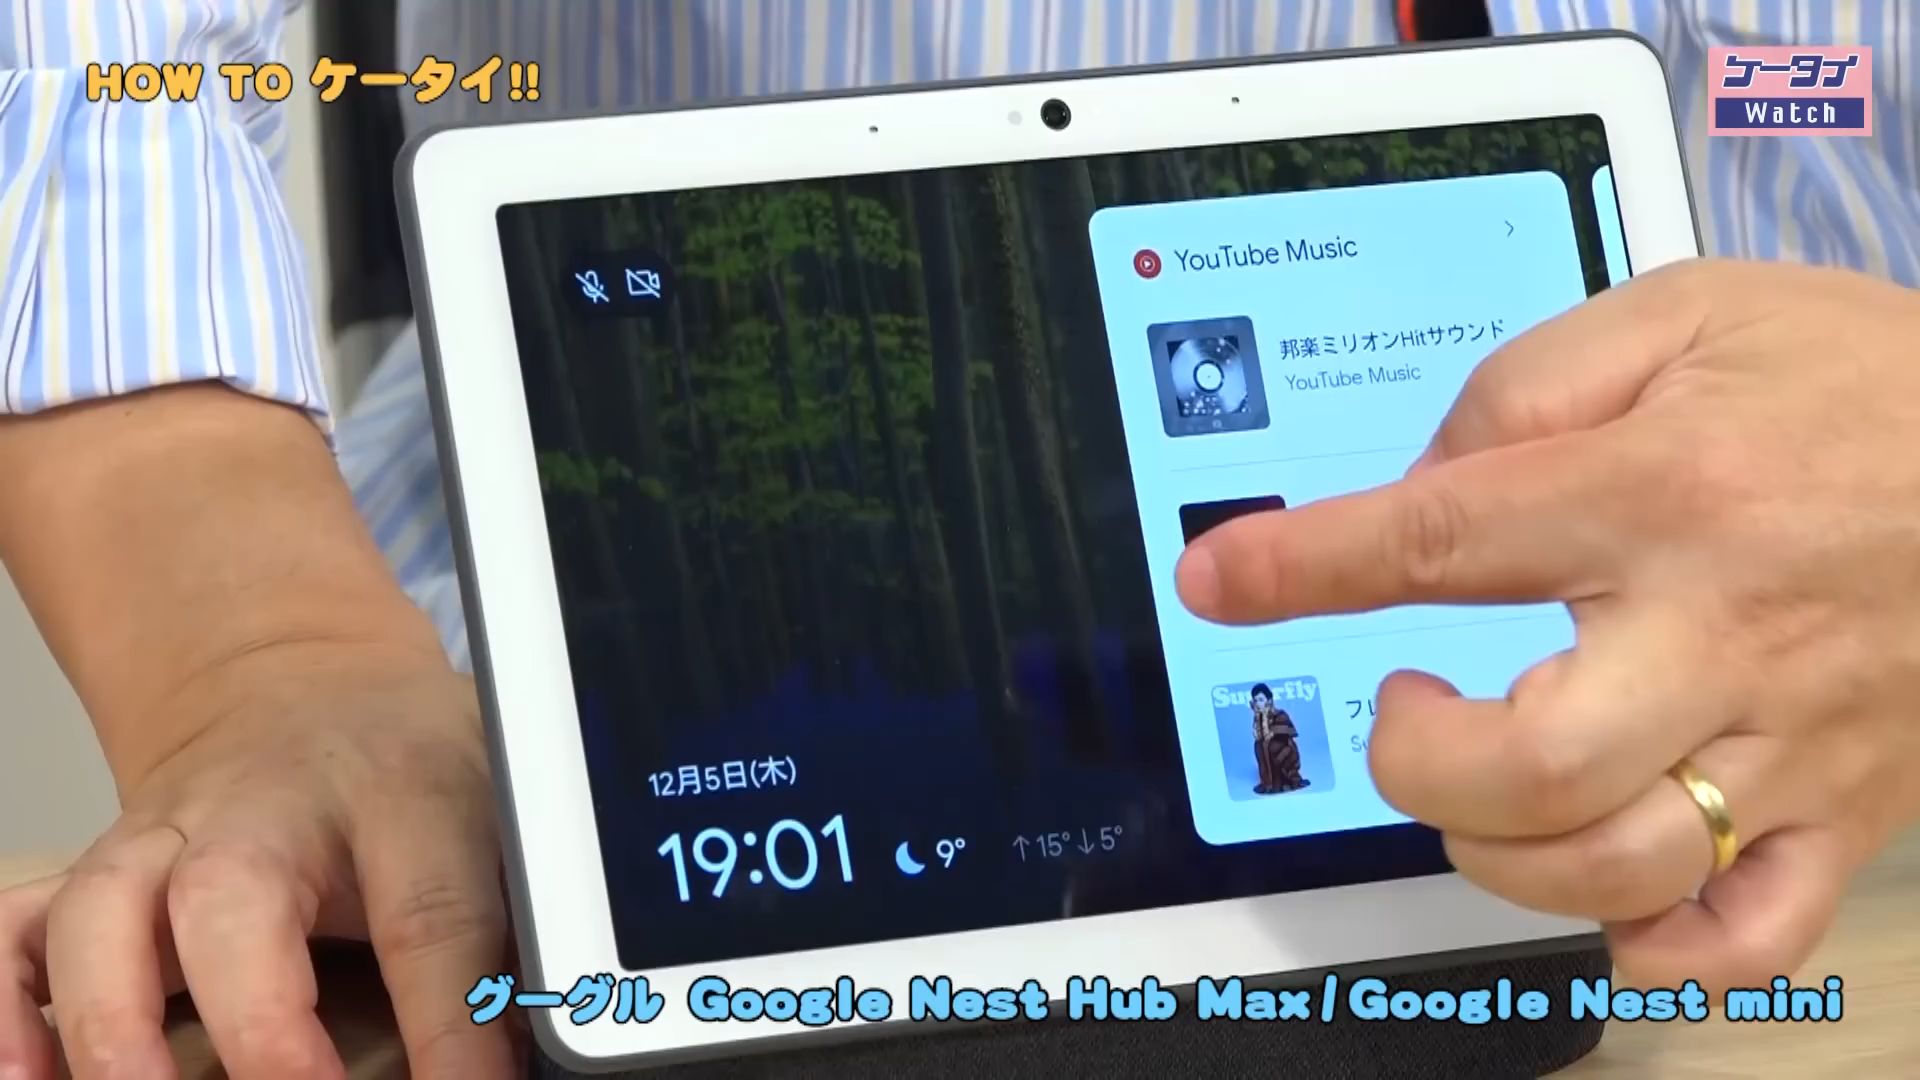 HOW TO ケータイ!!
ケータイ
Watch
YouTube Music
邦楽ミリオンHitサウンド
YouTube Music
Superfly
12月5日(木)
19:01
9°
↑15°↓5°
グーグル Google Nest Hub Max/Google Nest mini